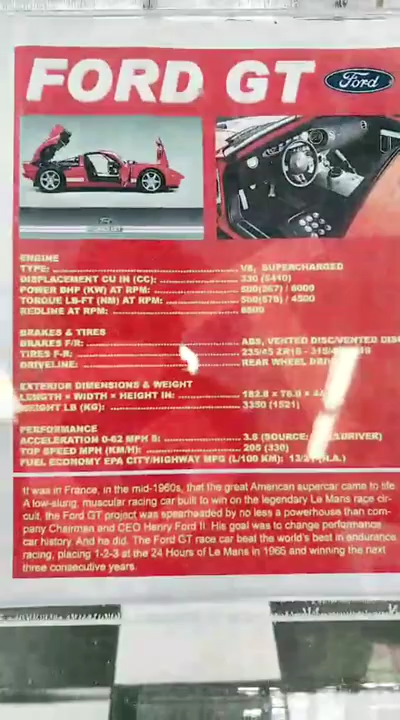 FORD GT Ford
ENGINE
TYPE: V8, SUPERCHARGED
DISPLACEMENT CU IN (CC): 330 (5410)
POWER BHP (KW) AT RPM: 500(367) / 6000
TORQUE LB-FT (NM) AT RPM: 500(678) / 4500
REDLINE AT RPM: 6500
BRAKES & TIRES
BRAKES F/R: ABS, VENTED DISC/VENTED
TIRES F-R: 235/45 ZR18 -
DRIVELINE: REAR WHEEL
EXTERIOR DIMENSIONS & WEIGHT
LENGTH × WIDTH × HEIGHT IN: 182.8 × 76.9 ×
WEIGHT LB (KG): 3350 (1521)
PERFORMANCE
ACCELERATION 0-62 MPH S: 3.8 (SOURCE:
TOP SPEED MPH (KM/H): 205 (330)
FUEL ECONOMY EPA CITY/HIGHWAY MPG (L/100 KM):
It was in France, in the mid-1960s, that the great American supercar came to life.
A low-slung, muscular racing car built to win on the legendary Le Mans race cir-
cuit, the Ford GT project was spearheaded by no less a powerhouse than com-
pany Chairman and CEO Henry Ford II. His goal was to change performance
car history. And he did. The Ford GT race car beat the world's best in endurance
racing, placing 1-2-3 at the 24 Hours of Le Mans in 1966 and winning the next
three consecutive years.